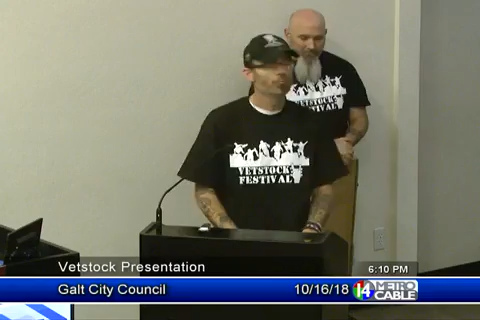 VETSTOCK
VETSTOCK
FESTIVAL
Vetstock Presentation
6:10 PM
Galt City Council
10/16/18
14 METRO
CABLE